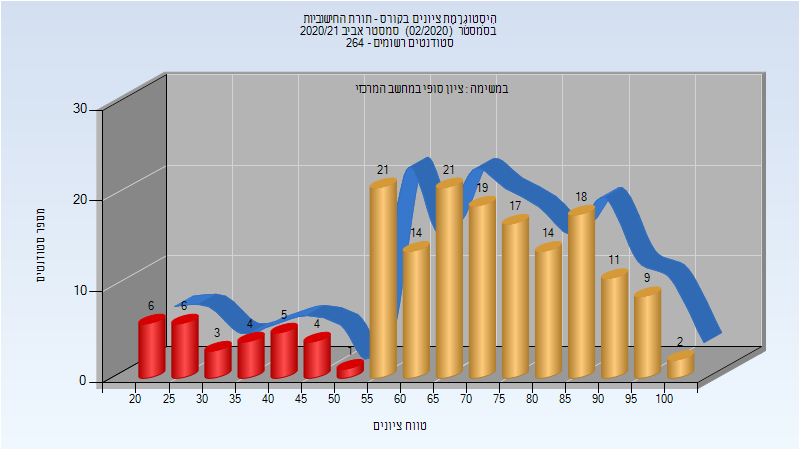 היסטוגרמת ציונים בקורס - תורת החישוביות
בסמסטר (02/2020) סמסטר אביב 2020/21
סטודנטים רשומים - 264
במשימה : ציון סופי במחשב המרכזי
מספר סטודנטים
30
20
10
0
6 6 3 4 5 4 1 21 14 21 19 17 14 18 11 9 2
20 25 30 35 40 45 50 55 60 65 70 75 80 85 90 95 100
טווח ציונים